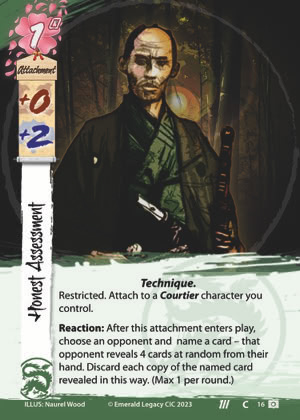 1
Attachment
+0
+2
Honest Assessment
Technique.
Restricted. Attach to a Courtier character you
control.
Reaction: After this attachment enters play,
choose an opponent and name a card – that
opponent reveals 4 cards at random from their
hand. Discard each copy of the named card
revealed in this way. (Max 1 per round.)
ILLUS: Naurel Wood © Emerald Legacy CIC 2023 C 16